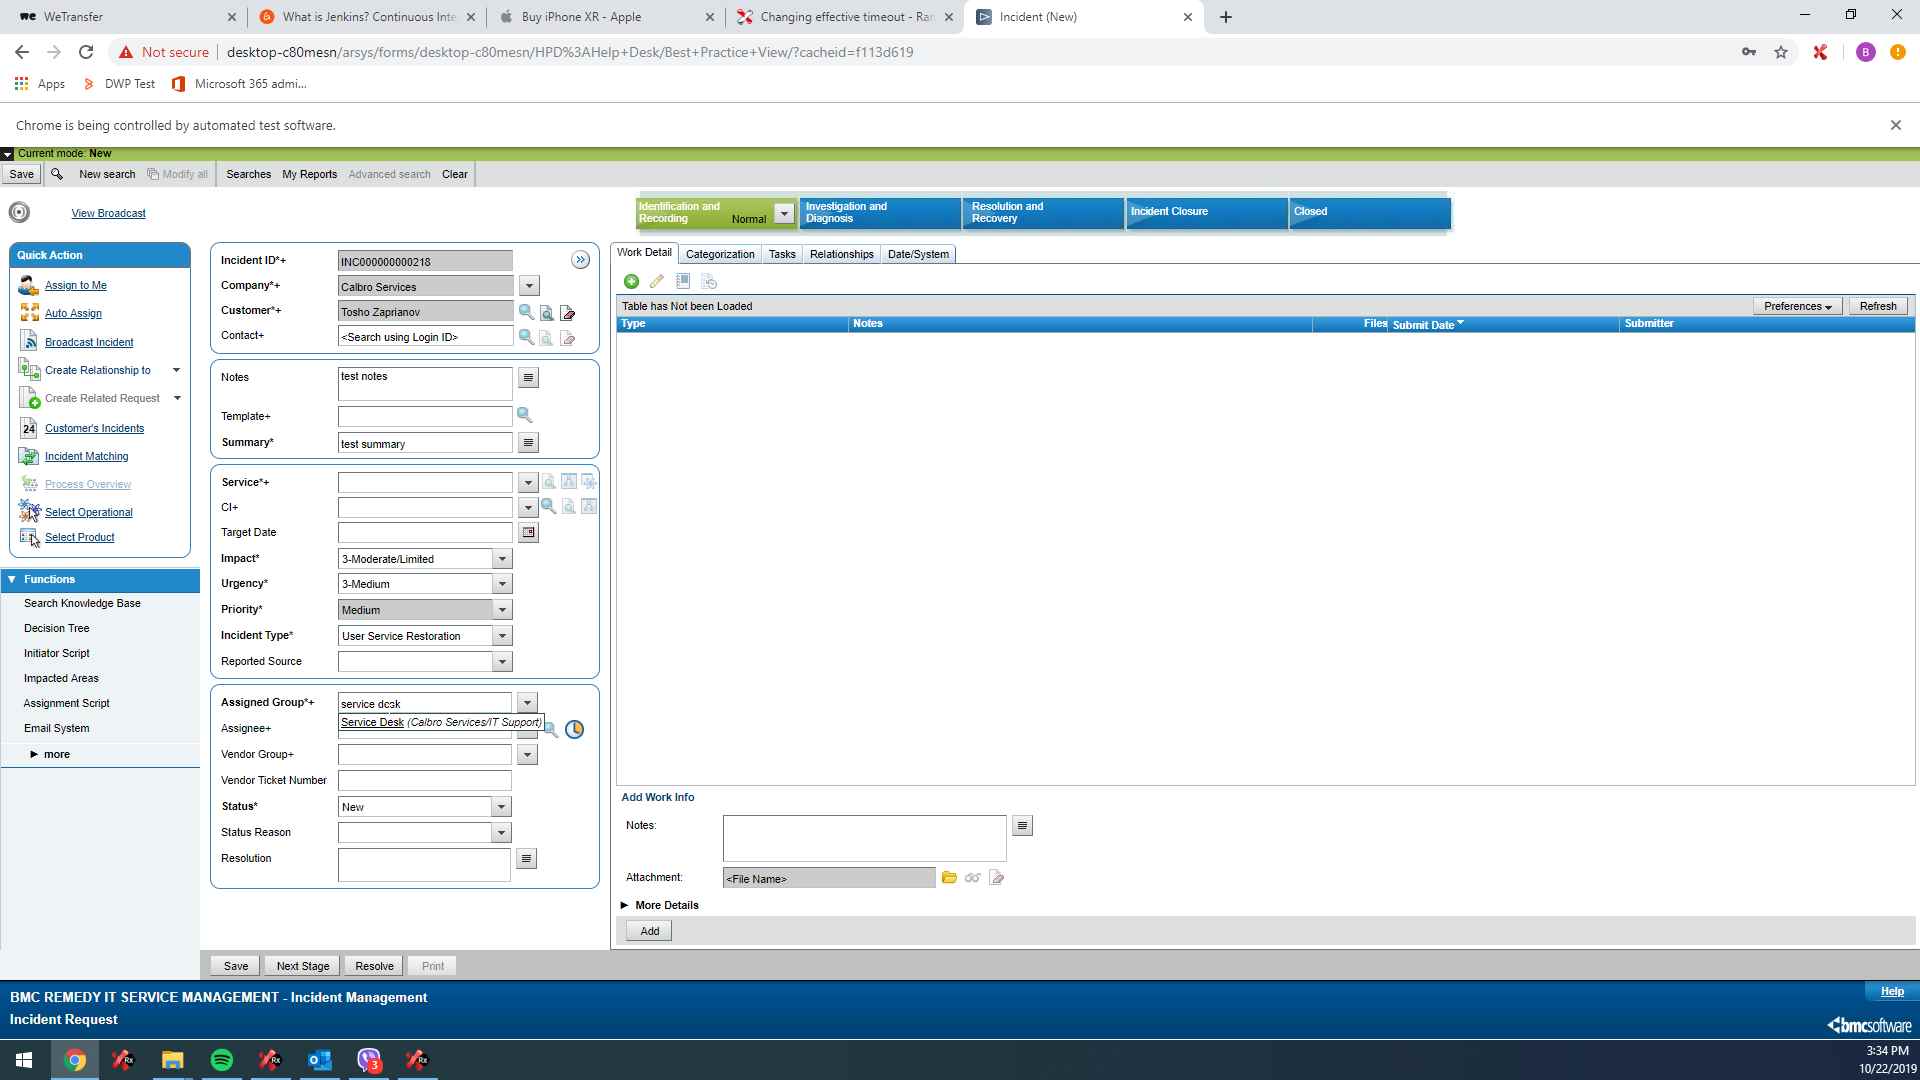 WeTransfer
What is Jenkins? Continuous Inte
Buy iPhone XR - Apple
Changing effective timeout - Ran
Incident (New)
Not secure
desktop-c80mesn/arsys/forms/desktop-c80mesn/HPD%3AHelp+Desk/Best+Practice+View/?cacheid=f113d619
B
Apps
DWP Test
Microsoft 365 admi...
Chrome is being controlled by automated test software.
Current mode: New
Save
New search
Modify all
Searches
My Reports
Advanced search
Clear
View Broadcast
Identification and Recording
Normal
Investigation and Diagnosis
Resolution and Recovery
Incident Closure
Closed
Quick Action
Assign to Me
Auto Assign
Broadcast Incident
Create Relationship to
Create Related Request
24 Customer's Incidents
Incident Matching
Process Overview
Select Operational
Select Product
Functions
Search Knowledge Base
Decision Tree
Initiator Script
Impacted Areas
Assignment Script
Email System
more
Incident ID*+ INC000000000218
Company*+ Calbro Services
Customer*+ Tosho Zaprianov
Contact+ <Search using Login ID>
Notes test notes
Template+
Summary* test summary
Service*+
CI+
Target Date
Impact* 3-Moderate/Limited
Urgency* 3-Medium
Priority* Medium
Incident Type* User Service Restoration
Reported Source
Assigned Group*+ service desk
Service Desk (Calbro Services/IT Support)
Assignee+
Vendor Group+
Vendor Ticket Number
Status* New
Status Reason
Resolution
Work Detail
Categorization
Tasks
Relationships
Date/System
Table has Not been Loaded
Preferences
Refresh
Type
Notes
Files
Submit Date
Submitter
Add Work Info
Notes:
Attachment: <File Name>
More Details
Add
Save
Next Stage
Resolve
Print
BMC REMEDY IT SERVICE MANAGEMENT - Incident Management
Incident Request
Help
bmcsoftware
3
3:34 PM
10/22/2019